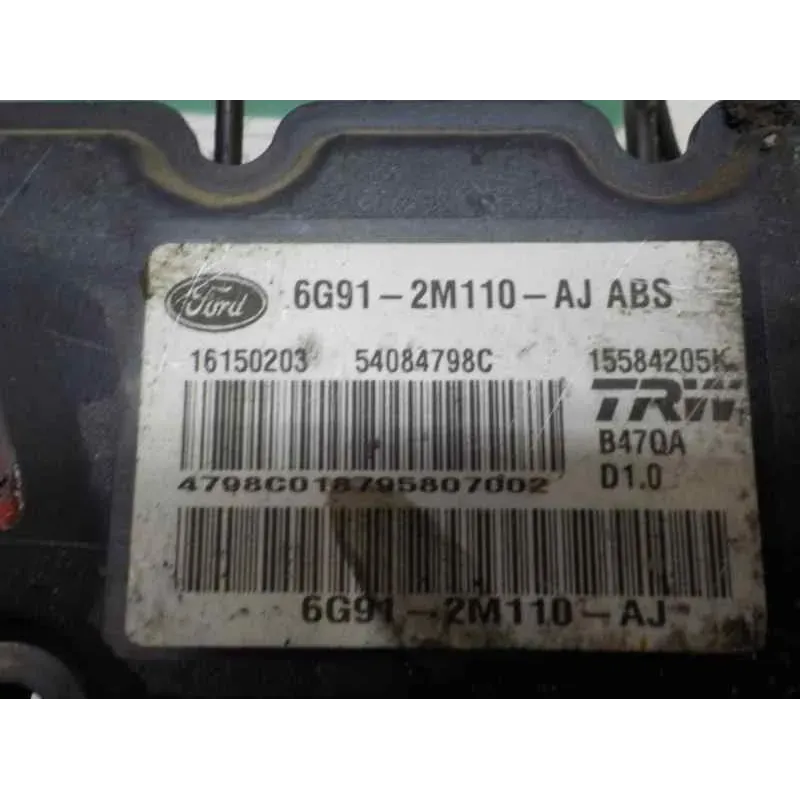 Ford 6G91-2M110-AJ ABS
16150203 54084798C 15584205K
TRW
B47QA
4798C018795807002 D1.0
6G91-2M110-AJ